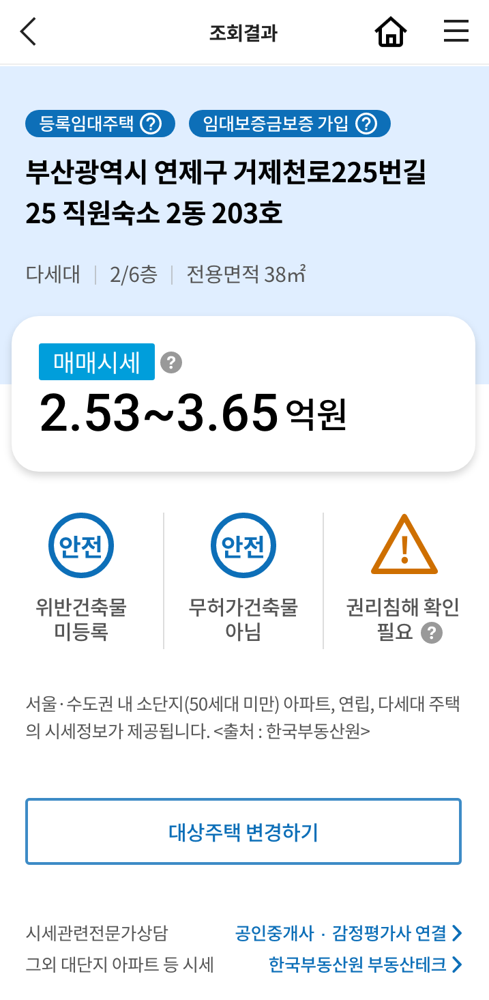 조회결과
등록임대주택 ?
임대보증금보증 가입 ?
부산광역시 연제구 거제천로225번길
25 직원숙소 2동 203호
다세대 | 2/6층 | 전용면적 38㎡
매매시세 ?
2.53~3.65 억원
안전
위반건축물
미등록
안전
무허가건축물
아님
!
권리침해 확인
필요 ?
서울·수도권 내 소단지(50세대 미만) 아파트, 연립, 다세대 주택
의 시세정보가 제공됩니다. <출처 : 한국부동산원>
대상주택 변경하기
시세관련전문가상담
공인중개사 · 감정평가사 연결
그외 대단지 아파트 등 시세
한국부동산원 부동산테크